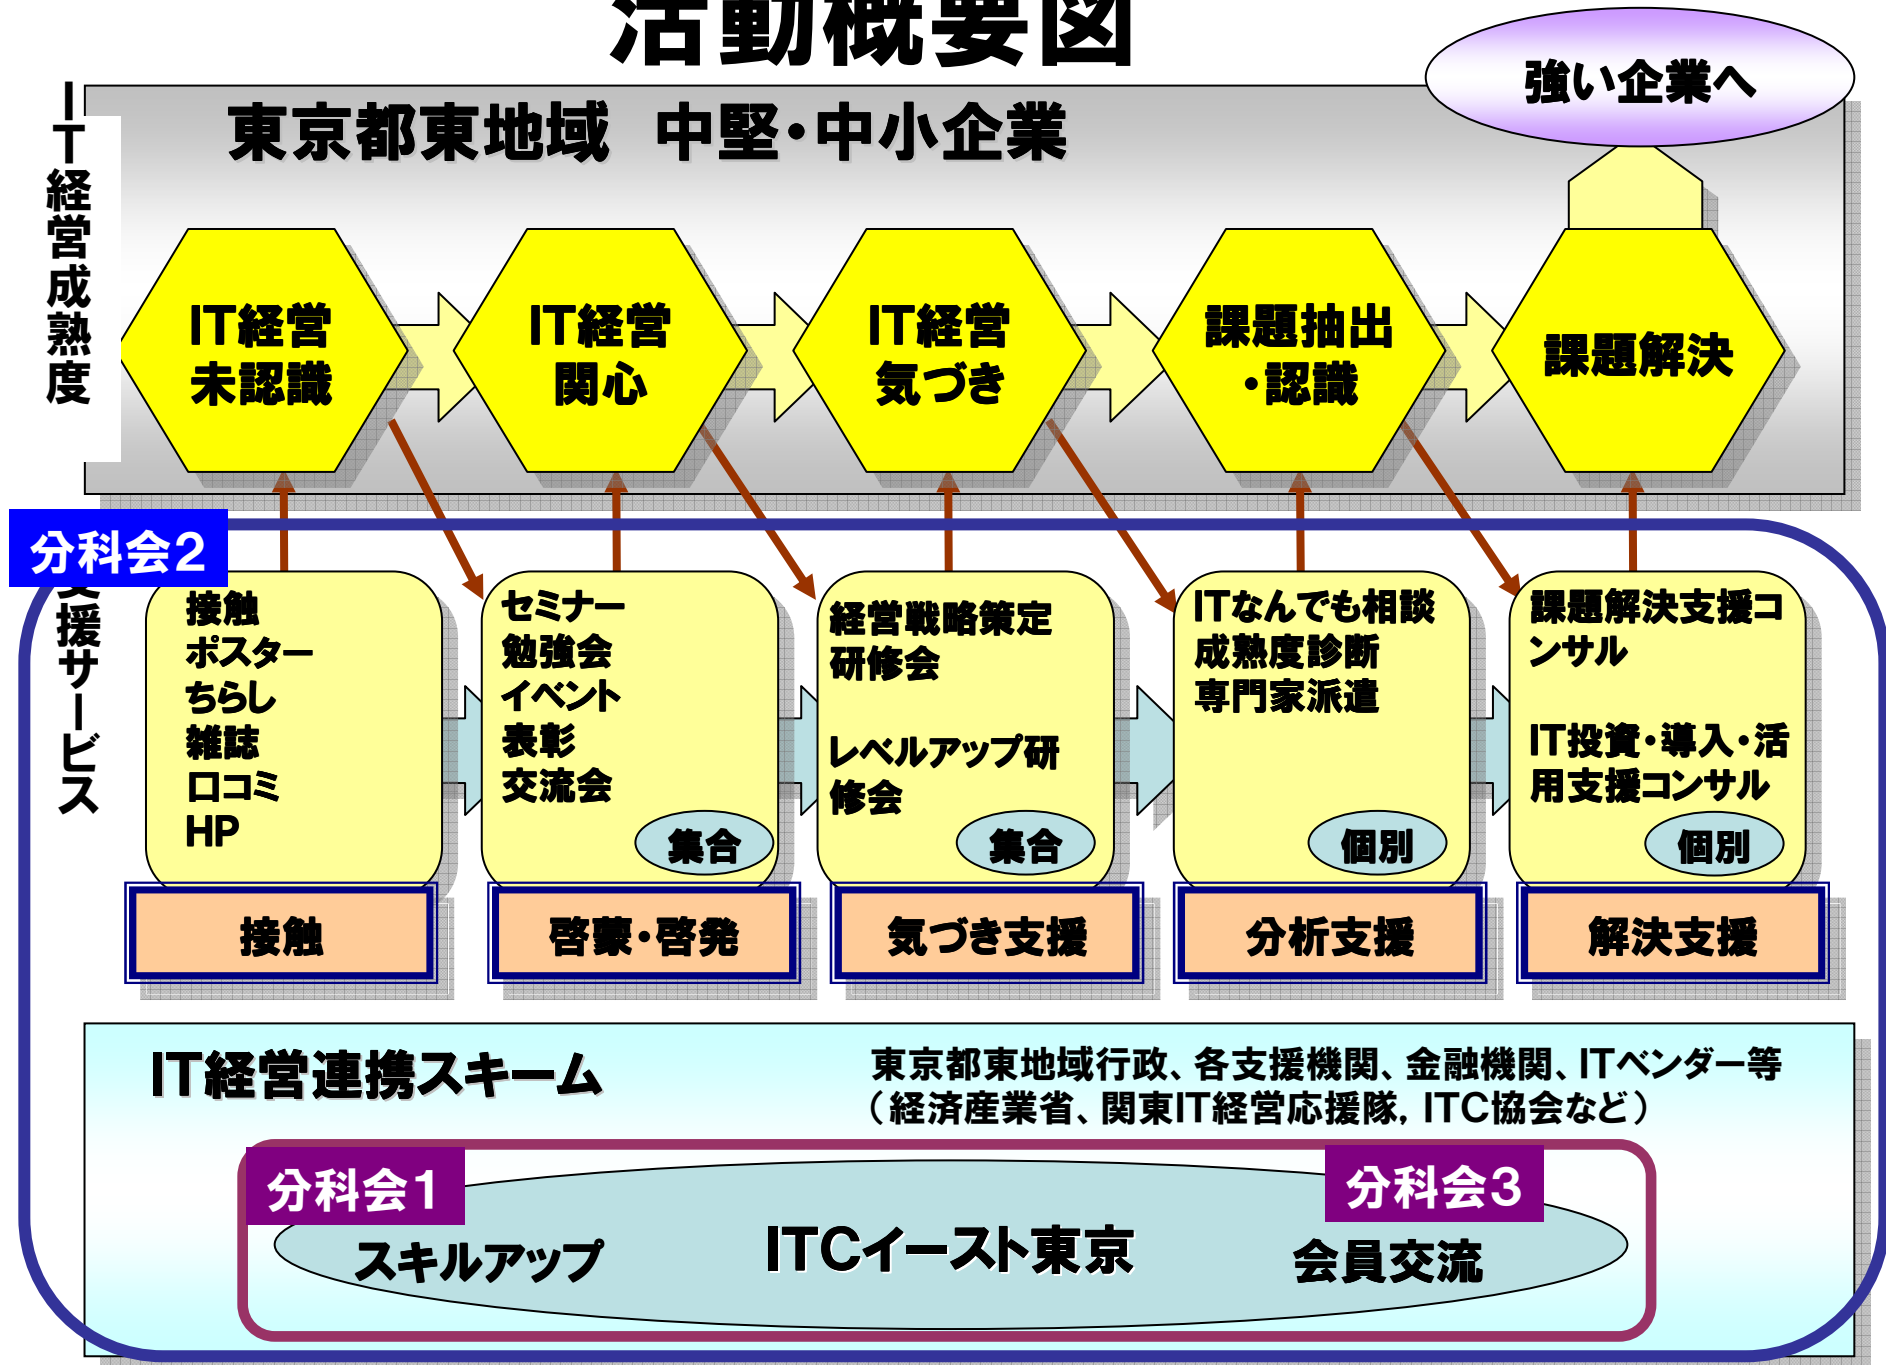 活動概要図
強い企業へ
東京都東地域　中堅・中小企業
IT経営成熟度
IT経営
未認識
IT経営
関心
IT経営
気づき
課題抽出
・認識
課題解決
分科会2
支援サービス
接触
ポスター
ちらし
雑誌
口コミ
HP
セミナー
勉強会
イベント
表彰
交流会
集合
経営戦略策定
研修会
レベルアップ研
修会
集合
ITなんでも相談
成熟度診断
専門家派遣
個別
課題解決支援コ
ンサル
IT投資・導入・活
用支援コンサル
個別
接触
啓蒙・啓発
気づき支援
分析支援
解決支援
IT経営連携スキーム
東京都東地域行政、各支援機関、金融機関、ITベンダー等
（経済産業省、関東IT経営応援隊，ITC協会など）
分科会1
分科会3
スキルアップ
ITCイースト東京
会員交流